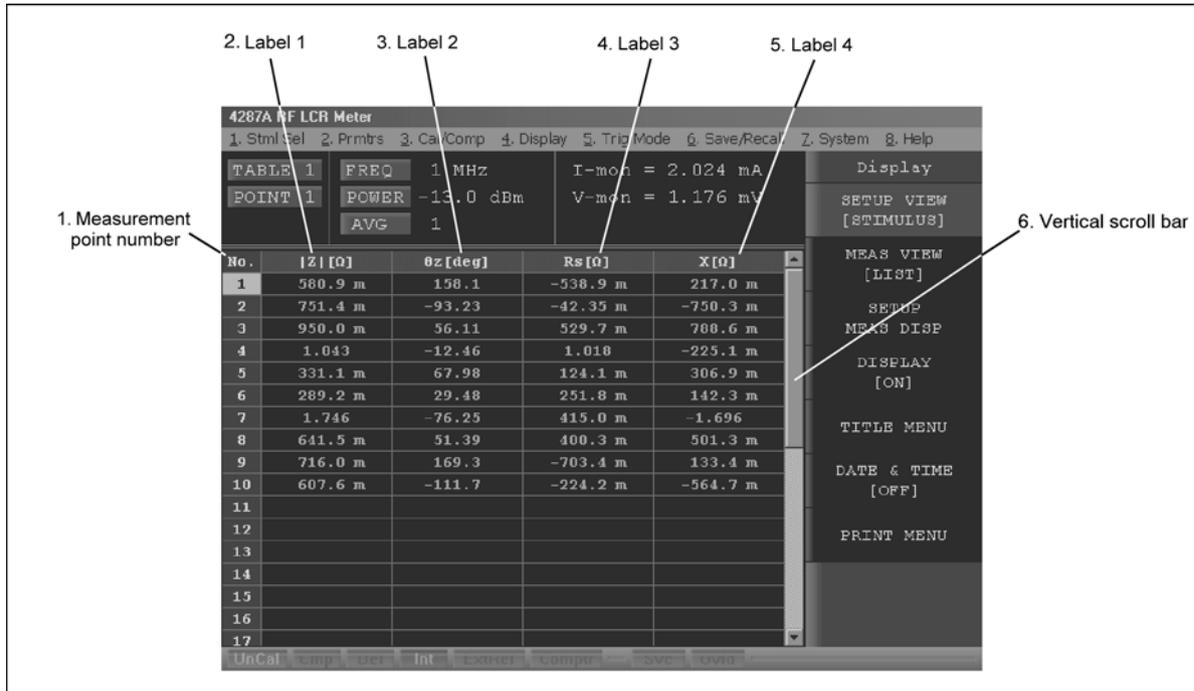 2. Label 1
3. Label 2
4. Label 3
5. Label 4
1. Measurement
point number
6. Vertical scroll bar
4287A RF LCR Meter
1. Stml Sel 2. Prmtrs 3. Cal/Comp 4. Display 5. Trig Mode 6. Save/Recall 7. System 8. Help
TABLE 1 FREQ 1 MHz I-mon = 2.024 mA
POINT 1 POWER -13.0 dBm V-mon = 1.176 mV
AVG 1
No. |Z|[Ω] θz[deg] Rs[Ω] X[Ω]
1 580.9 m 158.1 -538.9 m 217.0 m
2 751.4 m -93.23 -42.35 m -750.3 m
3 950.0 m 56.11 529.7 m 788.6 m
4 1.043 -12.46 1.018 -225.1 m
5 331.1 m 67.98 124.1 m 306.9 m
6 289.2 m 29.48 251.8 m 142.3 m
7 1.746 -76.25 415.0 m -1.696
8 641.5 m 51.39 400.3 m 501.3 m
9 716.0 m 169.3 -703.4 m 133.4 m
10 607.6 m -111.7 -224.2 m -564.7 m
11
12
13
14
15
16
17
Display
SETUP VIEW
[STIMULUS]
MEAS VIEW
[LIST]
SETUP
MEAS DISP
DISPLAY
[ON]
TITLE MENU
DATE & TIME
[OFF]
PRINT MENU
UnCal Cmp Del Int ExtRef Comptr Svc Ovld